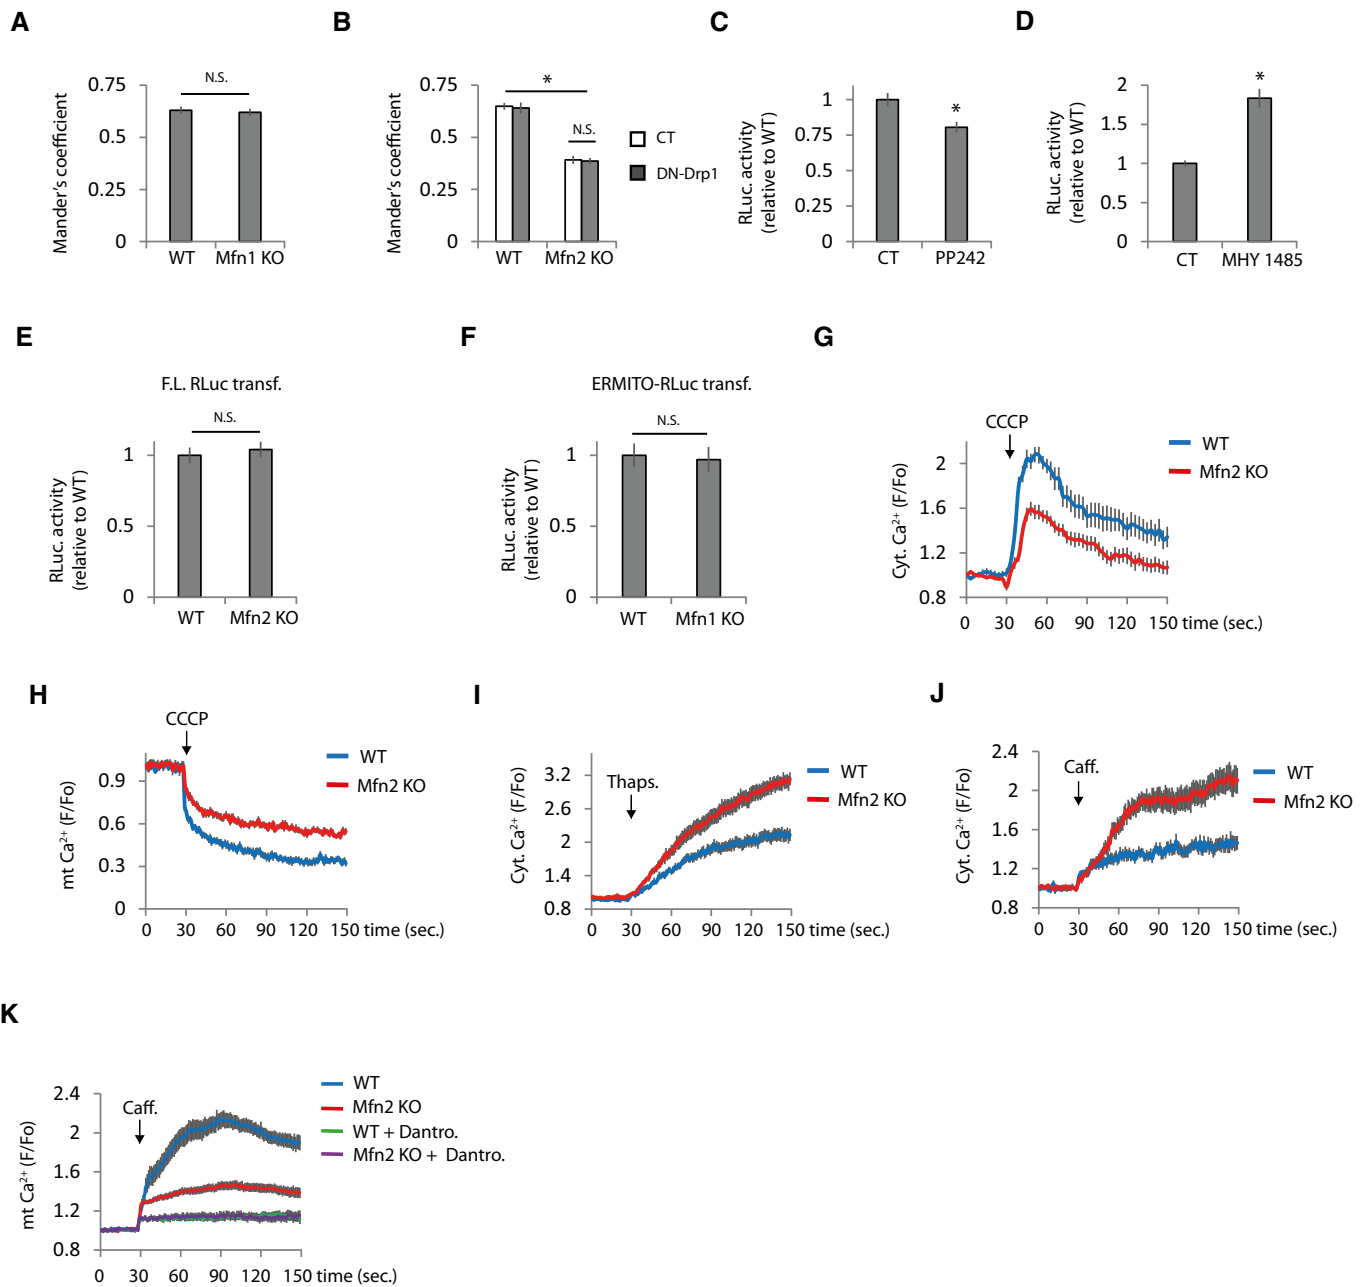 A
Mander's coefficient
0.75
0.5
0.25
0
N.S.
WT
Mfn1 KO
B
Mander's coefficient
0.75
0.5
0.25
0
*
N.S.
WT
Mfn2 KO
CT
DN-Drp1
C
RLuc. activity
(relative to WT)
1
0.75
0.5
0.25
0
*
CT
PP242
D
RLuc. activity
(relative to WT)
2
1.5
1
0.5
0
*
CT
MHY 1485
E
F.L. RLuc transf.
N.S.
RLuc. activity
(relative to WT)
1
0.5
0
WT
Mfn2 KO
F
ERMITO-RLuc transf.
N.S.
RLuc. activity
(relative to WT)
1
0.5
0
WT
Mfn1 KO
G
CCCP
WT
Mfn2 KO
Cyt. Ca²⁺ (F/Fo)
2
1.6
1.2
0.8
0 30 60 90 120 150 time (sec.)
H
CCCP
WT
Mfn2 KO
mt Ca²⁺ (F/Fo)
0.9
0.6
0.3
0
0 30 60 90 120 150 time (sec.)
I
Thaps.
WT
Mfn2 KO
Cyt. Ca²⁺ (F/Fo)
3.2
2.6
2
1.4
0.8
0 30 60 90 120 150 time (sec.)
J
Caff.
WT
Mfn2 KO
Cyt. Ca²⁺ (F/Fo)
2.4
2
1.6
1.2
0.8
0 30 60 90 120 150 time (sec.)
K
Caff.
WT
Mfn2 KO
WT + Dantro.
Mfn2 KO + Dantro.
mt Ca²⁺ (F/Fo)
2.4
2
1.6
1.2
0.8
0 30 60 90 120 150 time (sec.)